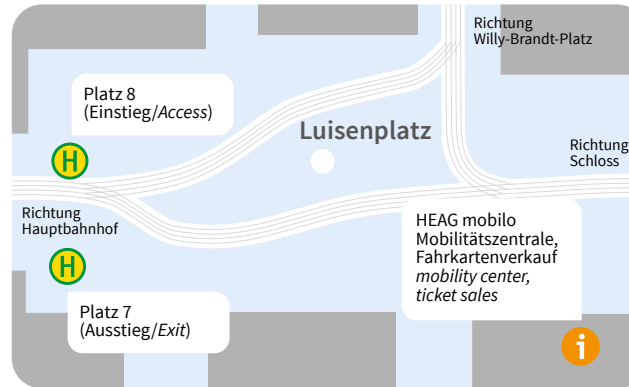 Richtung
Willy-Brandt-Platz
Platz 8
(Einstieg/Access)
H
Luisenplatz
Richtung
Schloss
Richtung
Hauptbahnhof
HEAG mobilo
Mobilitätszentrale,
Fahrkartenverkauf
mobility center,
ticket sales
H
Platz 7
(Ausstieg/Exit)
i